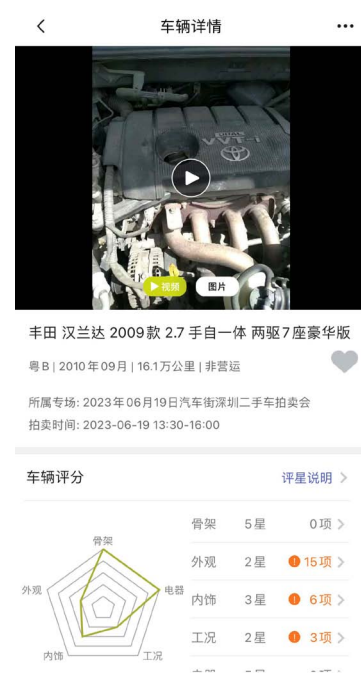 车辆详情
VVT-i
TOYOTA
视频
图片
丰田 汉兰达 2009款 2.7 手自一体 两驱7座豪华版
粤B | 2010年09月 | 16.1万公里 | 非营运
所属专场: 2023年06月19日汽车街深圳二手车拍卖会
拍卖时间: 2023-06-19 13:30-16:00
车辆评分
评星说明
骨架
外观
电器
内饰
工况
骨架 5星 0项
外观 2星 15项
内饰 3星 6项
工况 2星 3项